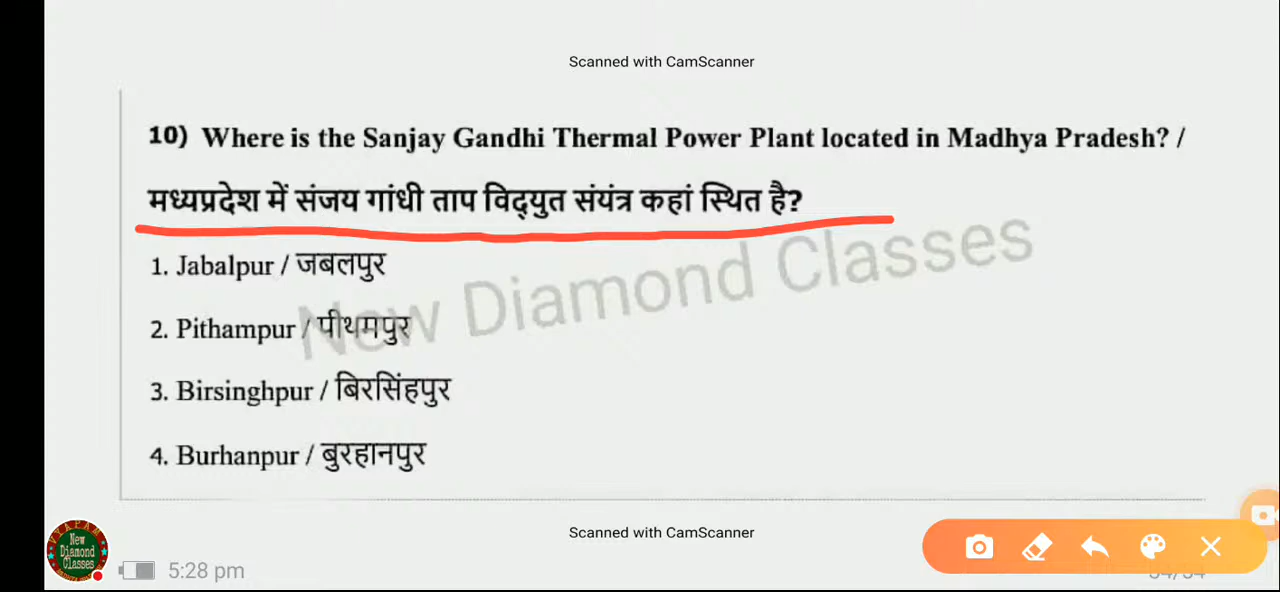 Scanned with CamScanner
10) Where is the Sanjay Gandhi Thermal Power Plant located in Madhya Pradesh? /
मध्यप्रदेश में संजय गांधी ताप विद्युत संयंत्र कहां स्थित है?
1. Jabalpur / जबलपुर
2. Pithampur / पीथमपुर
3. Birsinghpur / बिरसिंहपुर
4. Burhanpur / बुरहानपुर
New Diamond Classes
Scanned with CamScanner
VYAPAM
New
Diamond
Classes
5:28 pm